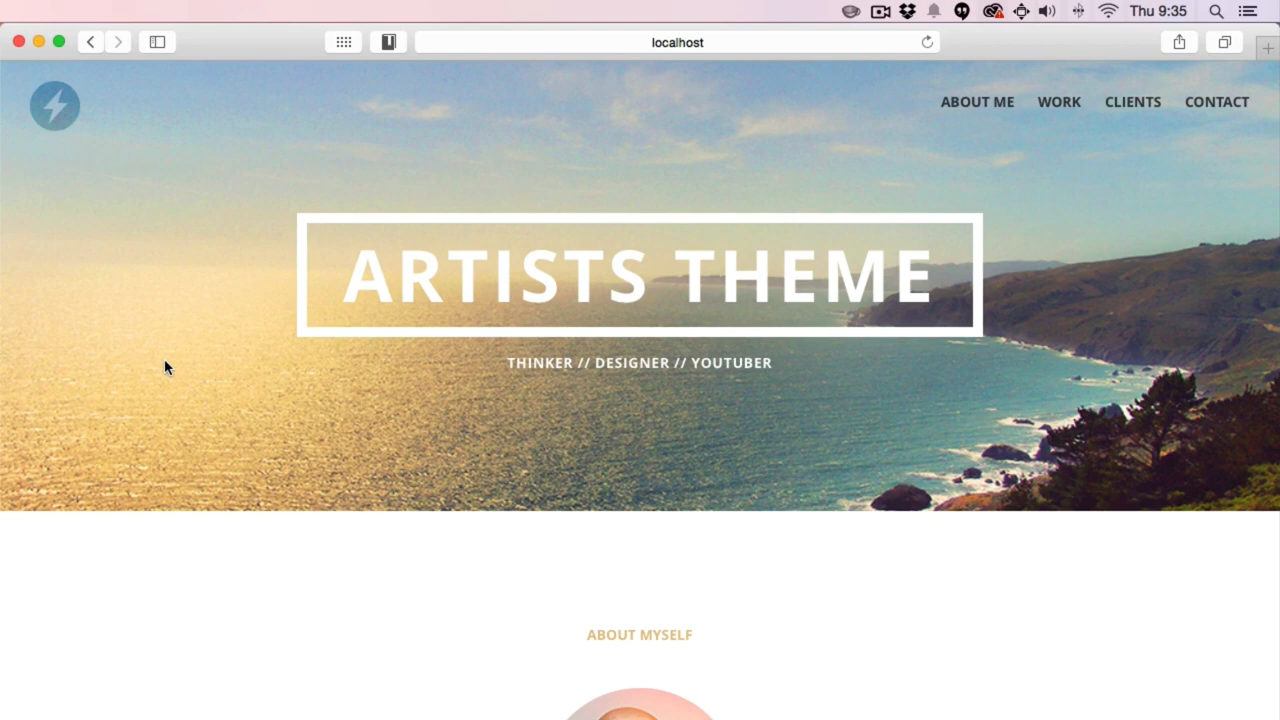 Thu 9:35
localhost
ABOUT ME WORK CLIENTS CONTACT
ARTISTS THEME
THINKER // DESIGNER // YOUTUBER
ABOUT MYSELF